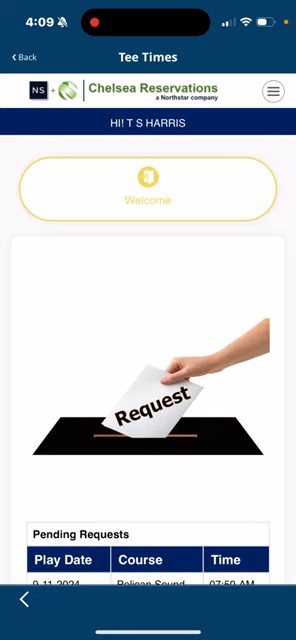 4:09
Back
Tee Times
NS + Chelsea Reservations
a Northstar company
HI! T S HARRIS
Welcome
Request
Pending Requests
Play Date Course Time
9-11-2024 Pelican Sound 07:50 AM